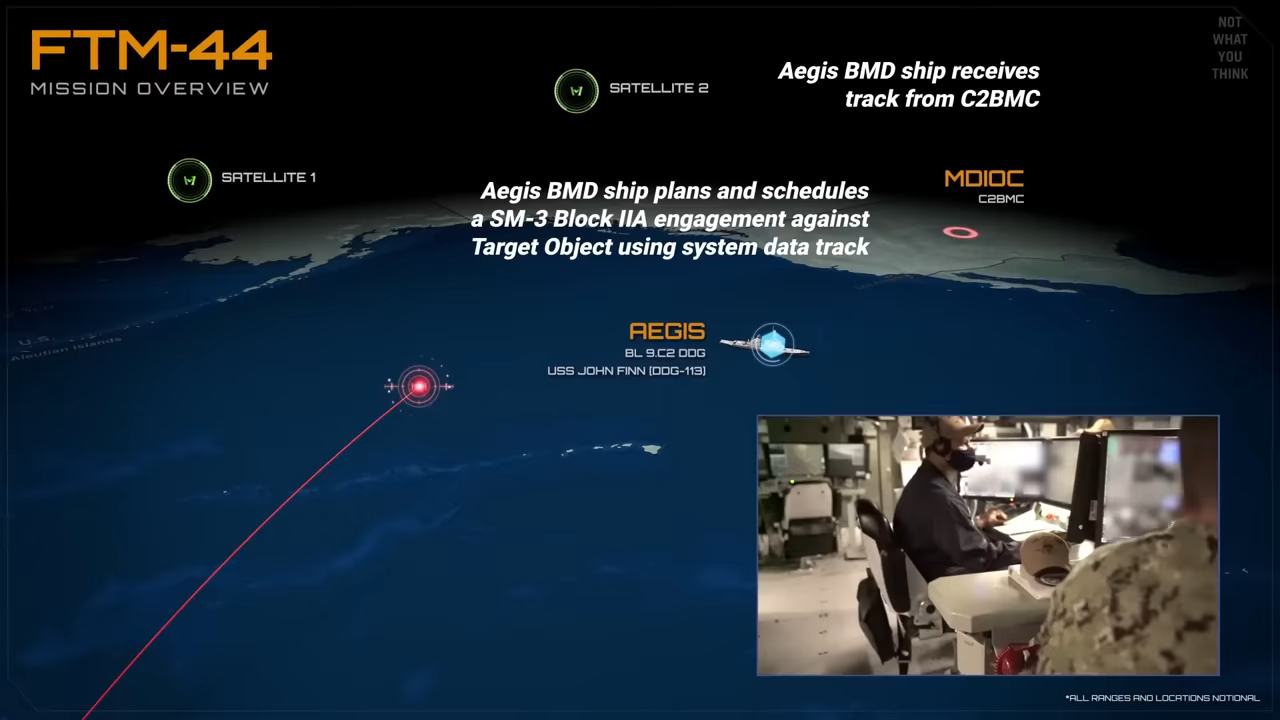 FTM-44
MISSION OVERVIEW
NOT
WHAT
YOU
THINK
SATELLITE 2
Aegis BMD ship receives
track from C2BMC
SATELLITE 1
MDIOC
C2BMC
Aegis BMD ship plans and schedules
a SM-3 Block IIA engagement against
Target Object using system data track
U.S.
Aleutian Islands
AEGIS
BL 9.C2 DDG
USS JOHN FINN (DDG-113)
*ALL RANGES AND LOCATIONS NOTIONAL